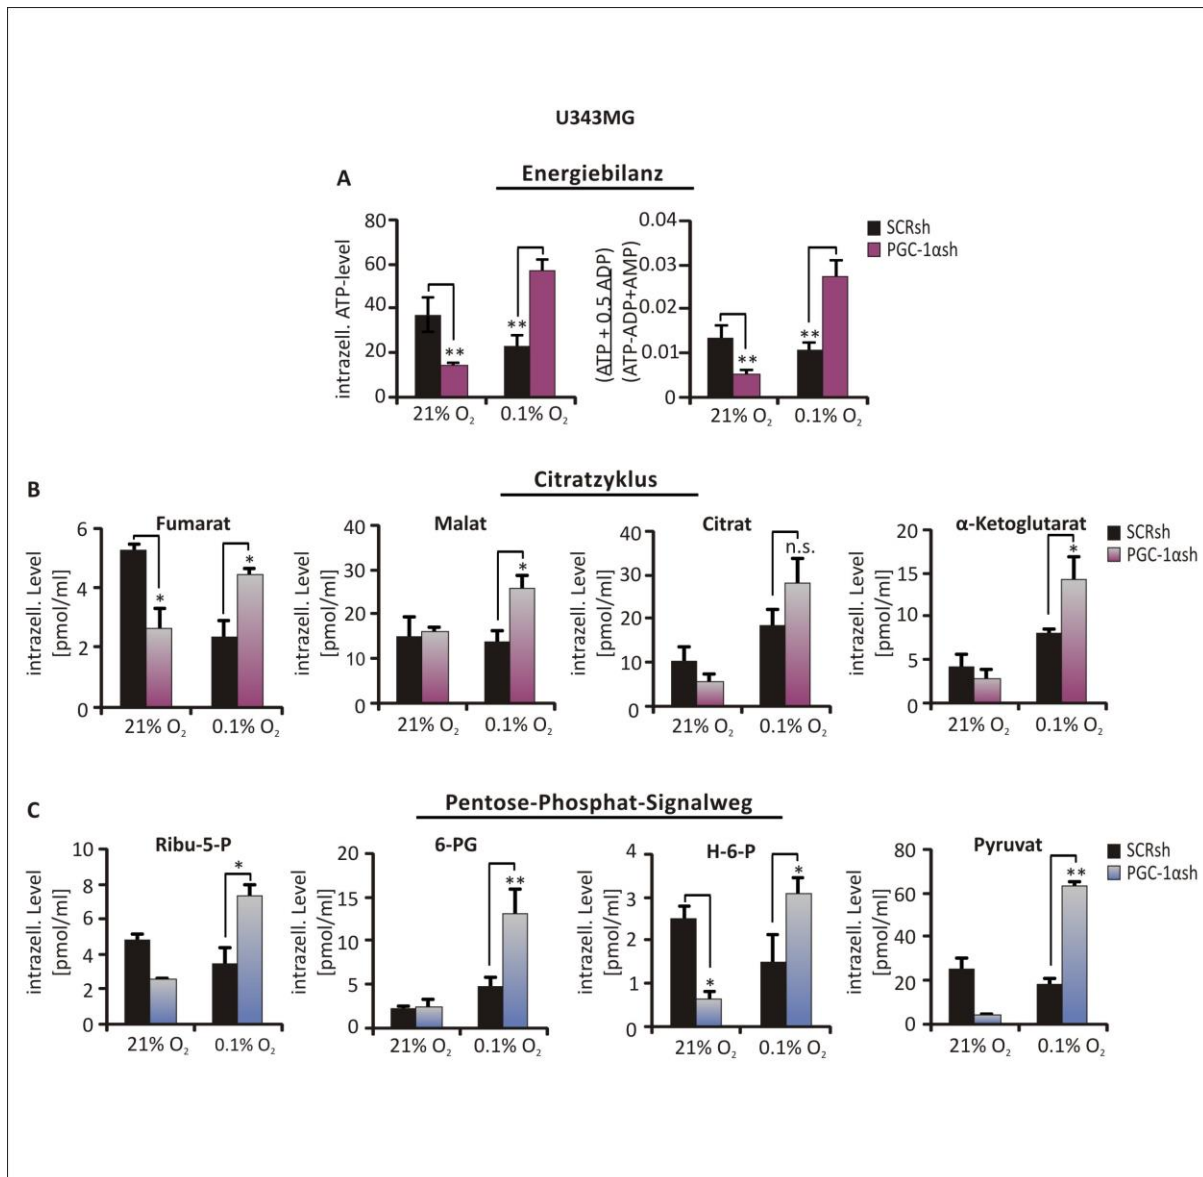 U343MG
A
Energiebilanz
intrazell. ATP-level
80
60
40
20
0
**
**
21% O₂
0.1% O₂
(ATP + 0.5 ADP)
(ATP-ADP+AMP)
0.04
0.03
0.02
0.01
0
**
**
21% O₂
0.1% O₂
SCRsh
PGC-1αsh
B
Citratzyklus
Fumarat
intrazell. Level
[pmol/ml]
6
4
2
0
*
*
21% O₂
0.1% O₂
Malat
intrazell. Level
[pmol/ml]
40
30
20
10
0
*
21% O₂
0.1% O₂
Citrat
intrazell. Level
[pmol/ml]
40
30
20
10
0
n.s.
21% O₂
0.1% O₂
α-Ketoglutarat
intrazell. Level
[pmol/ml]
20
15
10
5
0
*
21% O₂
0.1% O₂
SCRsh
PGC-1αsh
C
Pentose-Phosphat-Signalweg
Ribu-5-P
intrazell. Level
[pmol/ml]
10
8
6
4
2
0
*
21% O₂
0.1% O₂
6-PG
intrazell. Level
[pmol/ml]
20
15
10
5
0
**
21% O₂
0.1% O₂
H-6-P
intrazell. Level
[pmol/ml]
4
3
2
1
0
*
*
21% O₂
0.1% O₂
Pyruvat
intrazell. Level
[pmol/ml]
80
60
40
20
0
**
21% O₂
0.1% O₂
SCRsh
PGC-1αsh